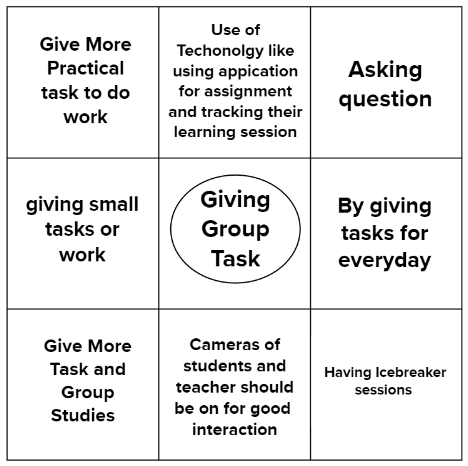 Give More
Practical
task to do
work
Use of
Techonolgy like
using appication
for assignment
and tracking their
learning session
Asking
question
giving small
tasks or
work
Giving
Group
Task
By giving
tasks for
everyday
Give More
Task and
Group
Studies
Cameras of
students and
teacher should
be on for good
interaction
Having Icebreaker
sessions